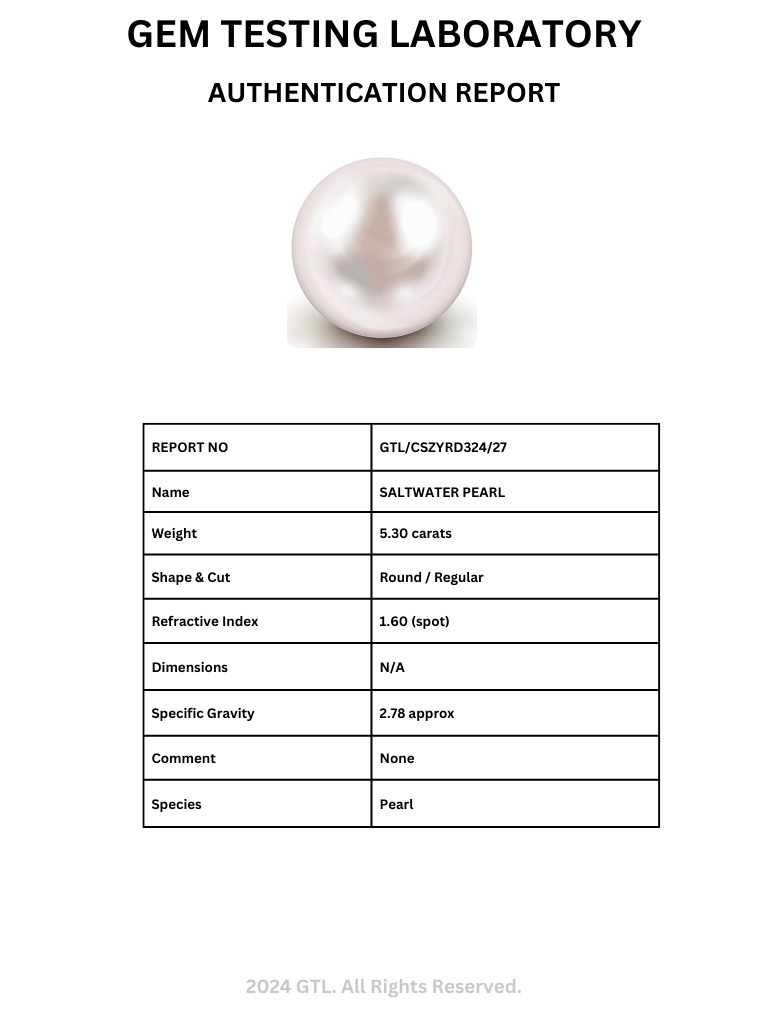 GEM TESTING LABORATORY
AUTHENTICATION REPORT
REPORT NO GTL/CSZYRD324/27
Name SALTWATER PEARL
Weight 5.30 carats
Shape & Cut Round / Regular
Refractive Index 1.60 (spot)
Dimensions N/A
Specific Gravity 2.78 approx
Comment None
Species Pearl
2024 GTL. All Rights Reserved.